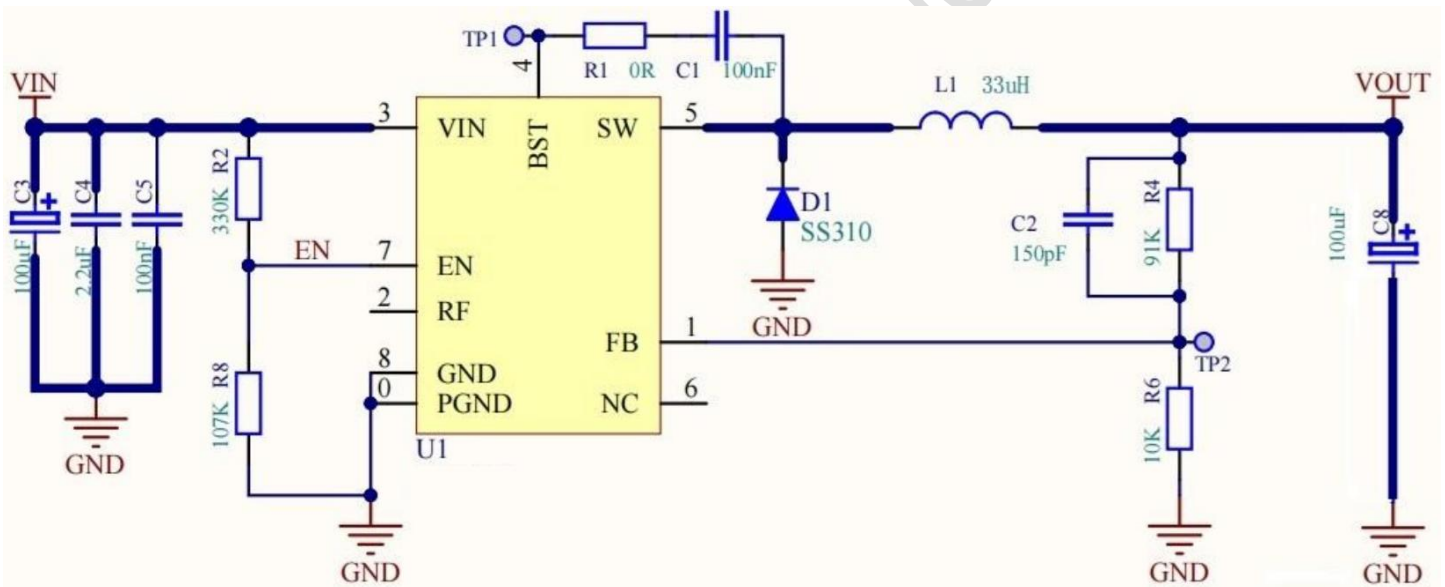 TP1
R1 0R C1 100nF
4
VIN
L1 33uH
VOUT
3 VIN
BST
SW 5
C3
100uF
C4
2.2uF
C5
100nF
R2
330K
D1
SS310
GND
C2
150pF
R4
91K
C8
100uF
EN
7 EN
2 RF
FB 1
TP2
8 GND
0 PGND
NC 6
U1
R8
107K
R6
10K
GND
GND
GND
GND